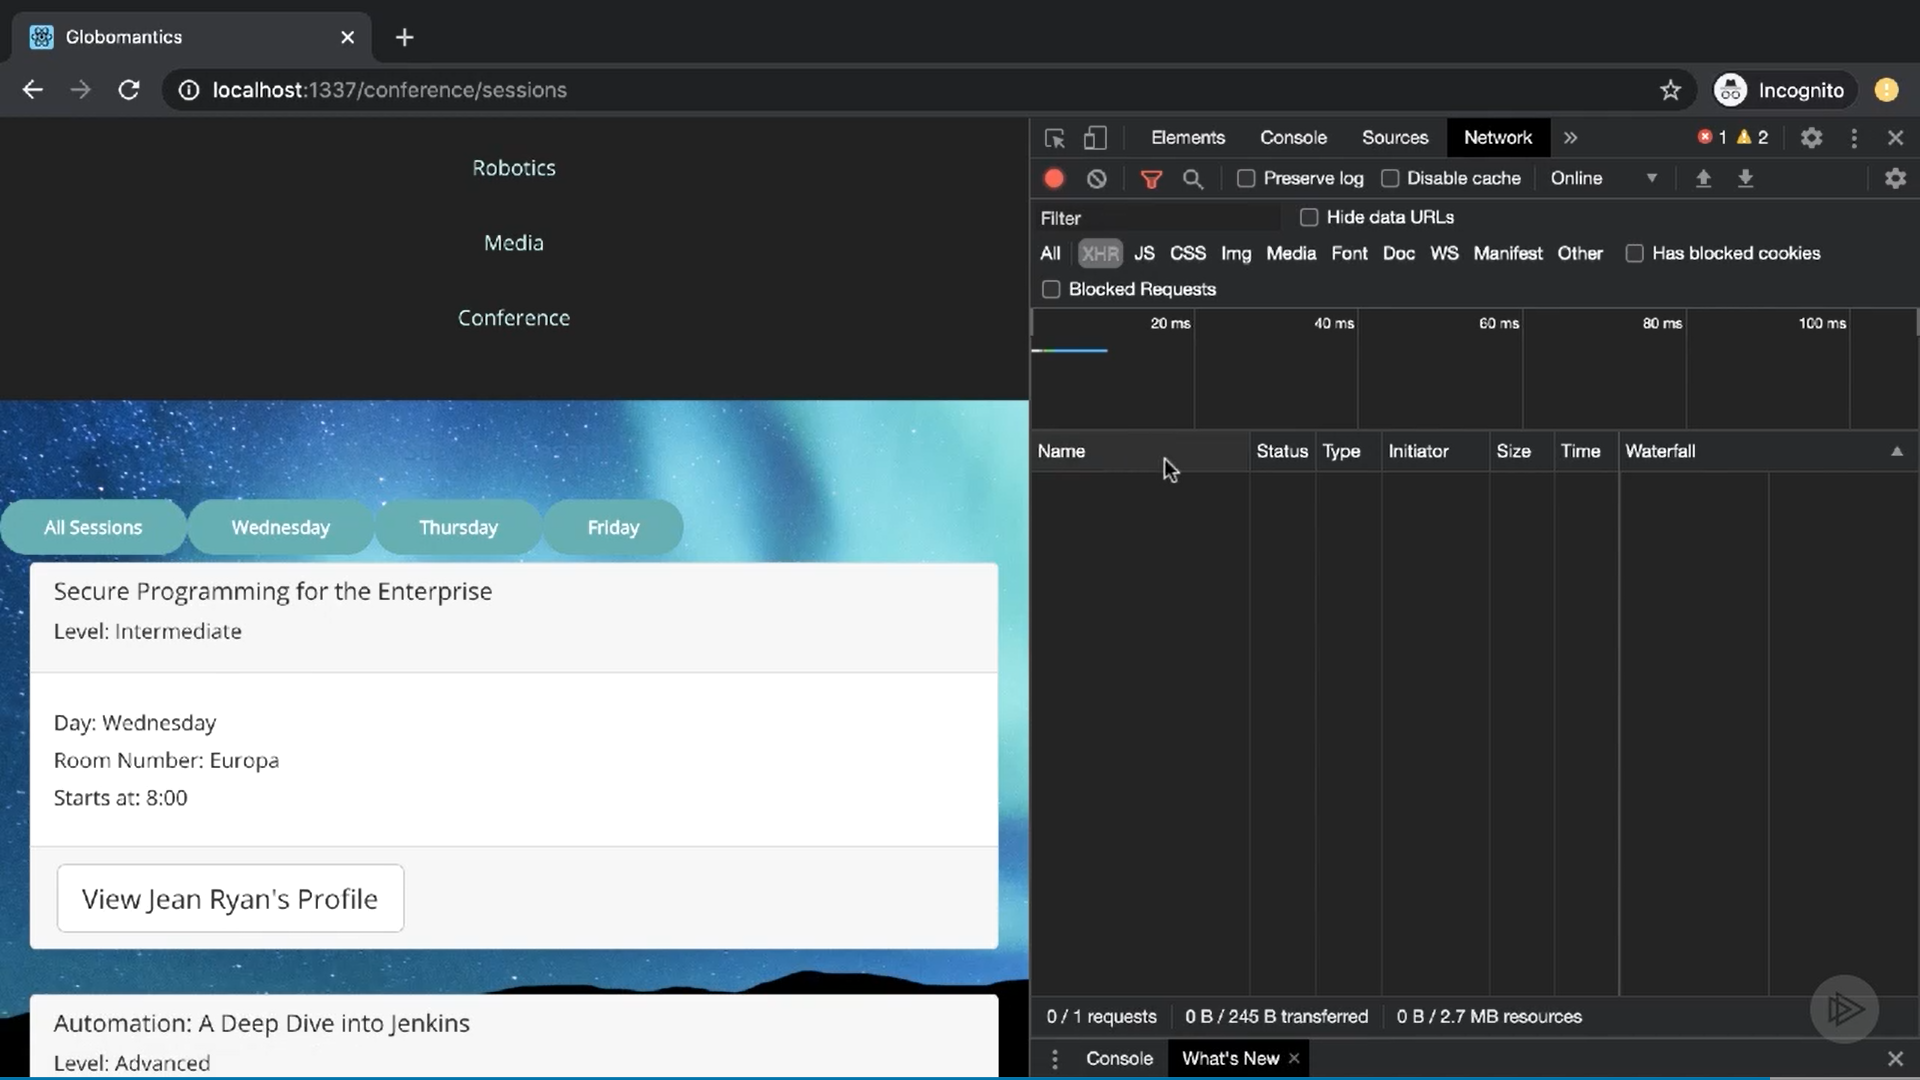 Globomantics
localhost:1337/conference/sessions
Incognito
Robotics
Media
Conference
All Sessions Wednesday Thursday Friday
Secure Programming for the Enterprise
Level: Intermediate
Day: Wednesday
Room Number: Europa
Starts at: 8:00
View Jean Ryan's Profile
Automation: A Deep Dive into Jenkins
Level: Advanced
Elements Console Sources Network » 1 2
Preserve log Disable cache Online
Filter Hide data URLs
All XHR JS CSS Img Media Font Doc WS Manifest Other Has blocked cookies
Blocked Requests
20 ms 40 ms 60 ms 80 ms 100 ms
Name Status Type Initiator Size Time Waterfall
0 / 1 requests 0 B / 245 B transferred 0 B / 2.7 MB resources
Console What's New